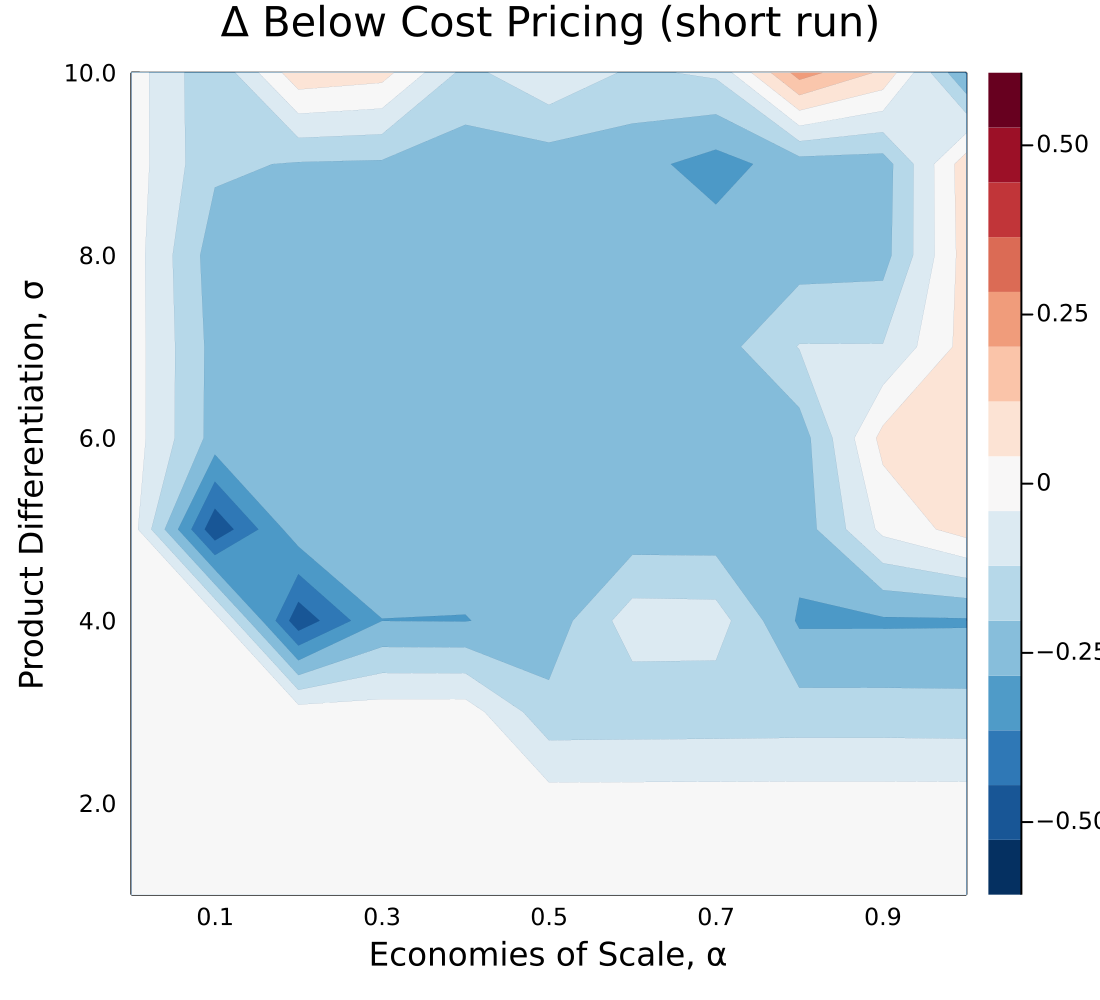 Δ Below Cost Pricing (short run)
10.0
8.0
6.0
4.0
2.0
Product Differentiation, σ
0.1 0.3 0.5 0.7 0.9
Economies of Scale, α
0.50
0.25
0
−0.25
−0.50